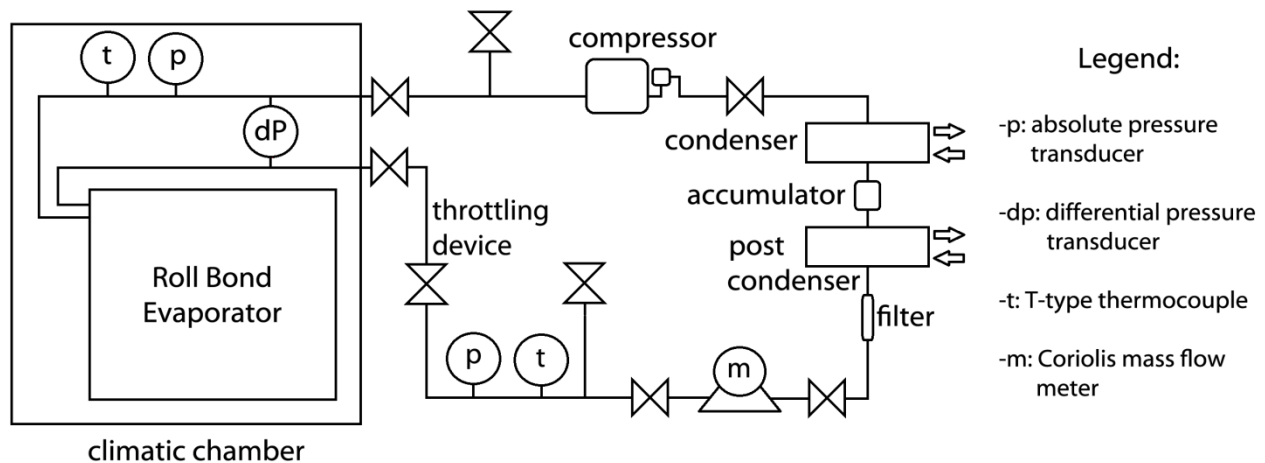 t
p
dP
compressor
condenser
accumulator
throttling
device
post
condenser
Roll Bond
Evaporator
filter
p
t
m
climatic chamber
Legend:
-p: absolute pressure
transducer
-dp: differential pressure
transducer
-t: T-type thermocouple
-m: Coriolis mass flow
meter